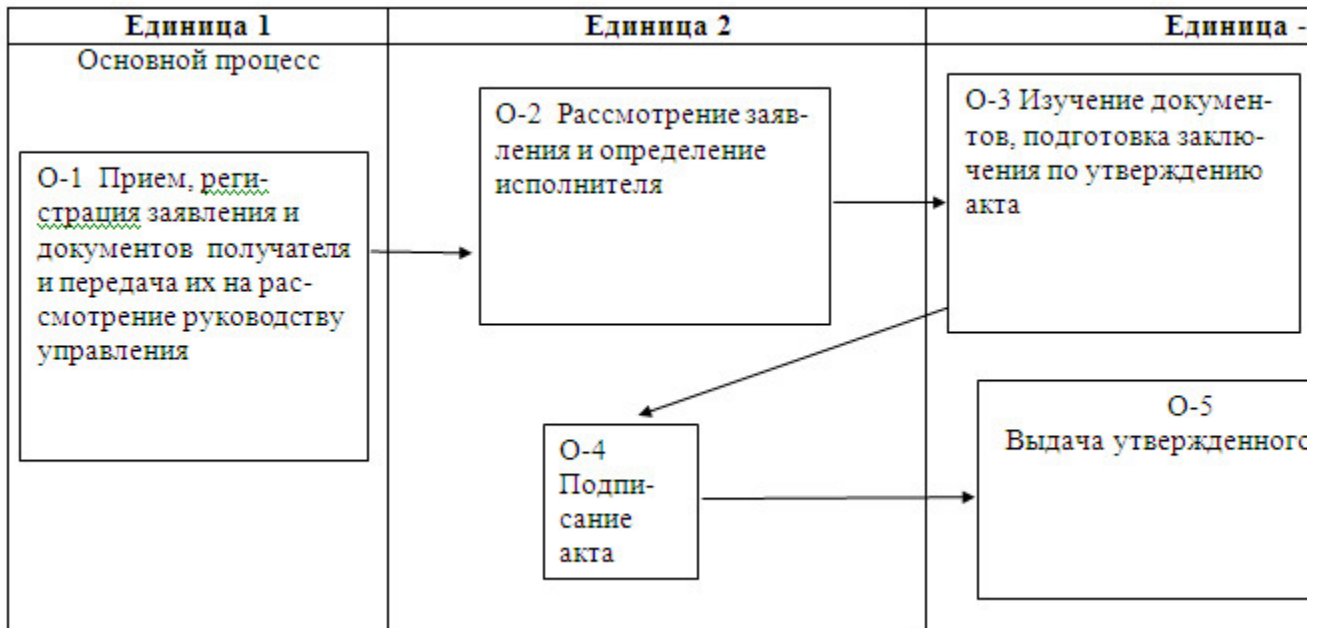 Единица 1
Единица 2
Единица -
Основной процесс
О-1 Прием, реги-
страция заявления и
документов получателя
и передача их на рас-
смотрение руководству
управления
О-2 Рассмотрение заяв-
ления и определение
исполнителя
О-3 Изучение докумен-
тов, подготовка заклю-
чения по утверждению
акта
О-4
Подпи-
сание
акта
О-5
Выдача утвержденного